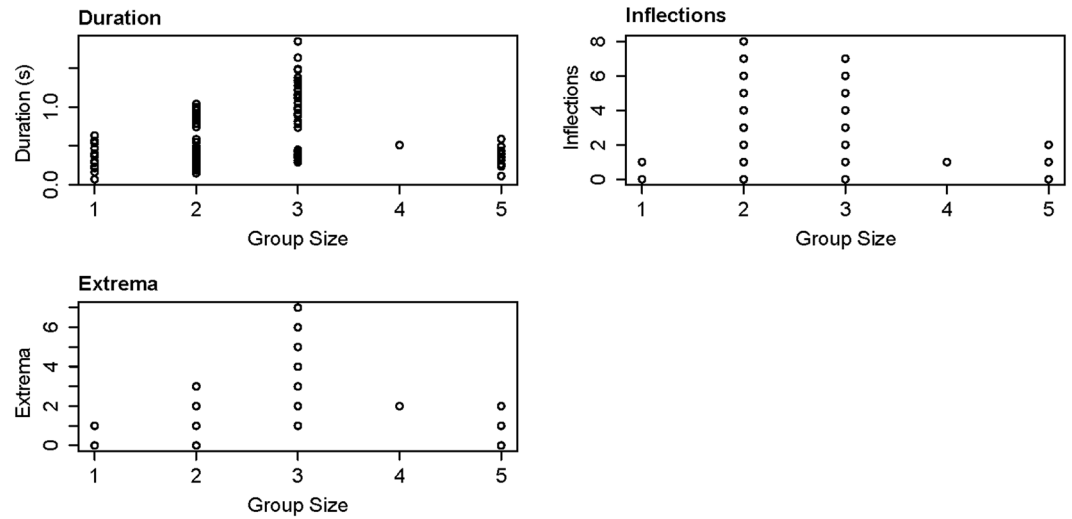 Duration
Duration (s)
1.0
0.0
1 2 3 4 5
Group Size
Inflections
Inflections
8
6
4
2
0
1 2 3 4 5
Group Size
Extrema
Extrema
6
4
2
0
1 2 3 4 5
Group Size